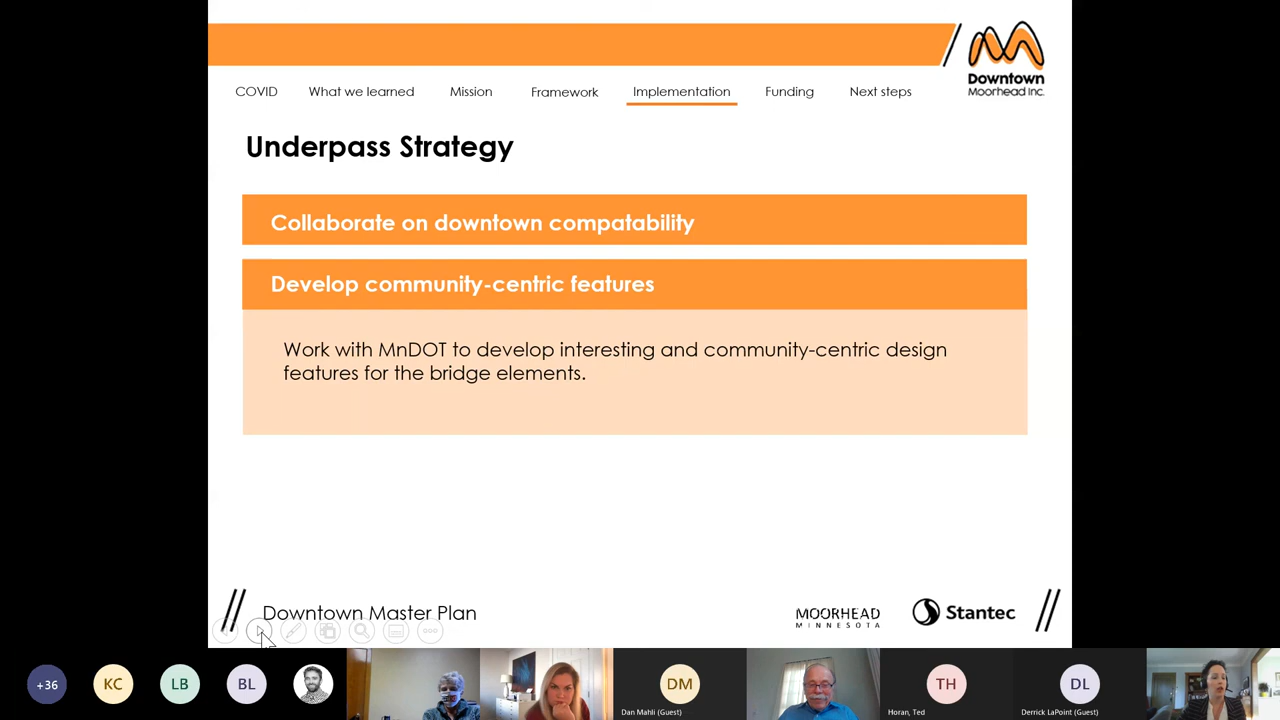 Downtown
Moorhead Inc.
COVID
What we learned
Mission
Framework
Implementation
Funding
Next steps
Underpass Strategy
Collaborate on downtown compatability
Develop community-centric features
Work with MnDOT to develop interesting and community-centric design
features for the bridge elements.
Downtown Master Plan
MOORHEAD
MINNESOTA
Stantec
+36
KC
LB
BL
DM
Dan Mahli (Guest)
TH
Horan, Ted
DL
Derrick LaPoint (Guest)